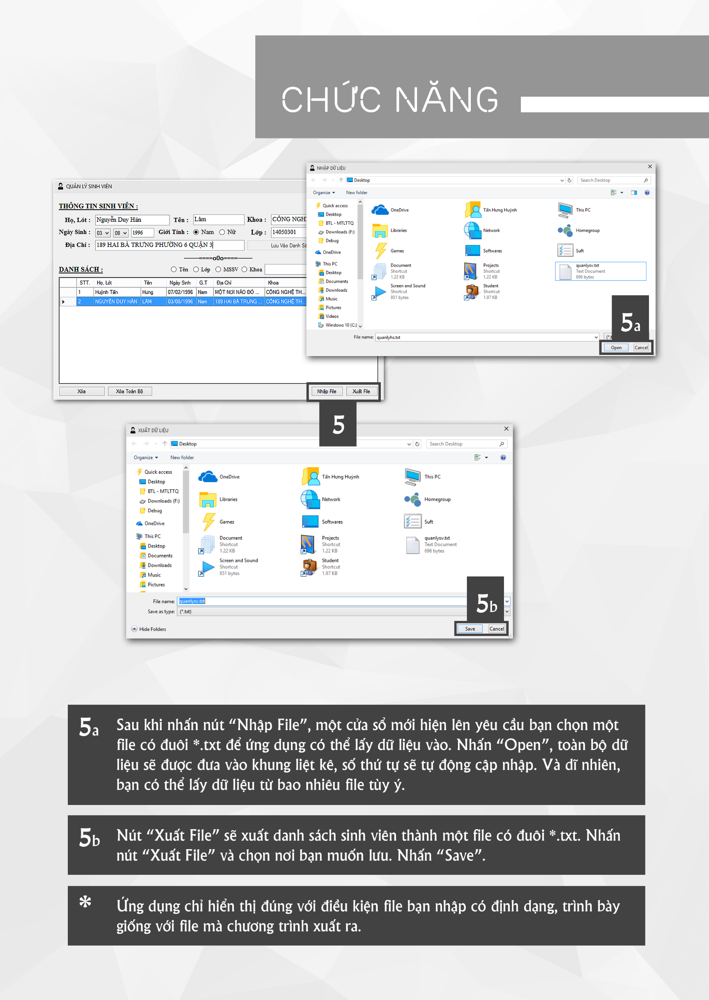 CHỨC NĂNG
QUẢN LÝ SINH VIÊN
THÔNG TIN SINH VIÊN :
Họ, Lót : Nguyễn Duy Hán Tên : Lâm Khoa :
Ngày Sinh : 03 08 1996 Giới Tính : Nam Nữ Lớp : 14050301
Địa Chỉ : 189 HAI BÀ TRƯNG PHƯỜNG 6 QUẬN 3 Lưu Vào Danh
-------====o0o====-------
DANH SÁCH : Tên Lớp MSSV Khoa
STT. Họ, Lót Tên Ngày Sinh G.T Địa Chỉ Khoa
1 Huỳnh Tấn Hưng 07/02/1996 Nam MỘT NƠI NÀO ĐÓ ... CÔNG NGHỆ TH...
2 NGUYỄN DUY HÂN LÂM 03/08/1996 Nam 189 HAI BÀ TRƯNG ... CÔNG NGHỆ TH...
Xóa Xóa Toàn Bộ Nhập File Xuất File
5
NHẬP DỮ LIỆU
Desktop Search Desktop
Organize New folder
Quick access
Desktop
BTL - MTLTTQ
Downloads (F:)
Debug
OneDrive
This PC
Desktop
Documents
Downloads
Music
Pictures
Videos
Windows 10 (C:)
OneDrive Tấn Hưng Huỳnh This PC
Libraries Network Homegroup
Games Softwares Suft
Document Projects quanlysv.txt
Shortcut Shortcut Text Document
1.22 KB 1.22 KB 696 bytes
Screen and Sound Student
Shortcut Shortcut
851 bytes 1.97 KB
5a
File name: quanlyhs.txt
Open Cancel
XUẤT DỮ LIỆU
Desktop Search Desktop
Organize New folder
Quick access
Desktop
BTL - MTLTTQ
Downloads (F:)
Debug
OneDrive
This PC
Desktop
Documents
Downloads
Music
Pictures
OneDrive Tấn Hưng Huỳnh This PC
Libraries Network Homegroup
Games Softwares Suft
Document Projects quanlysv.txt
Shortcut Shortcut Text Document
1.22 KB 1.22 KB 696 bytes
Screen and Sound Student
Shortcut Shortcut
851 bytes 1.97 KB
5b
File name: quanlysv.txt
Save as type: (*.txt)
Hide Folders Save Cancel
5a Sau khi nhấn nút “Nhập File”, một cửa sổ mới hiện lên yêu cầu bạn chọn một
file có đuôi *.txt để ứng dụng có thể lấy dữ liệu vào. Nhấn “Open”, toàn bộ dữ
liệu sẽ được đưa vào khung liệt kê, số thứ tự sẽ tự động cập nhập. Và dĩ nhiên,
bạn có thể lấy dữ liệu từ bao nhiêu file tùy ý.
5b Nút “Xuất File” sẽ xuất danh sách sinh viên thành một file có đuôi *.txt. Nhấn
nút “Xuất File” và chọn nơi bạn muốn lưu. Nhấn “Save”.
* Ứng dụng chỉ hiển thị đúng với điều kiện file bạn nhập có định dạng, trình bày
giống với file mà chương trình xuất ra.